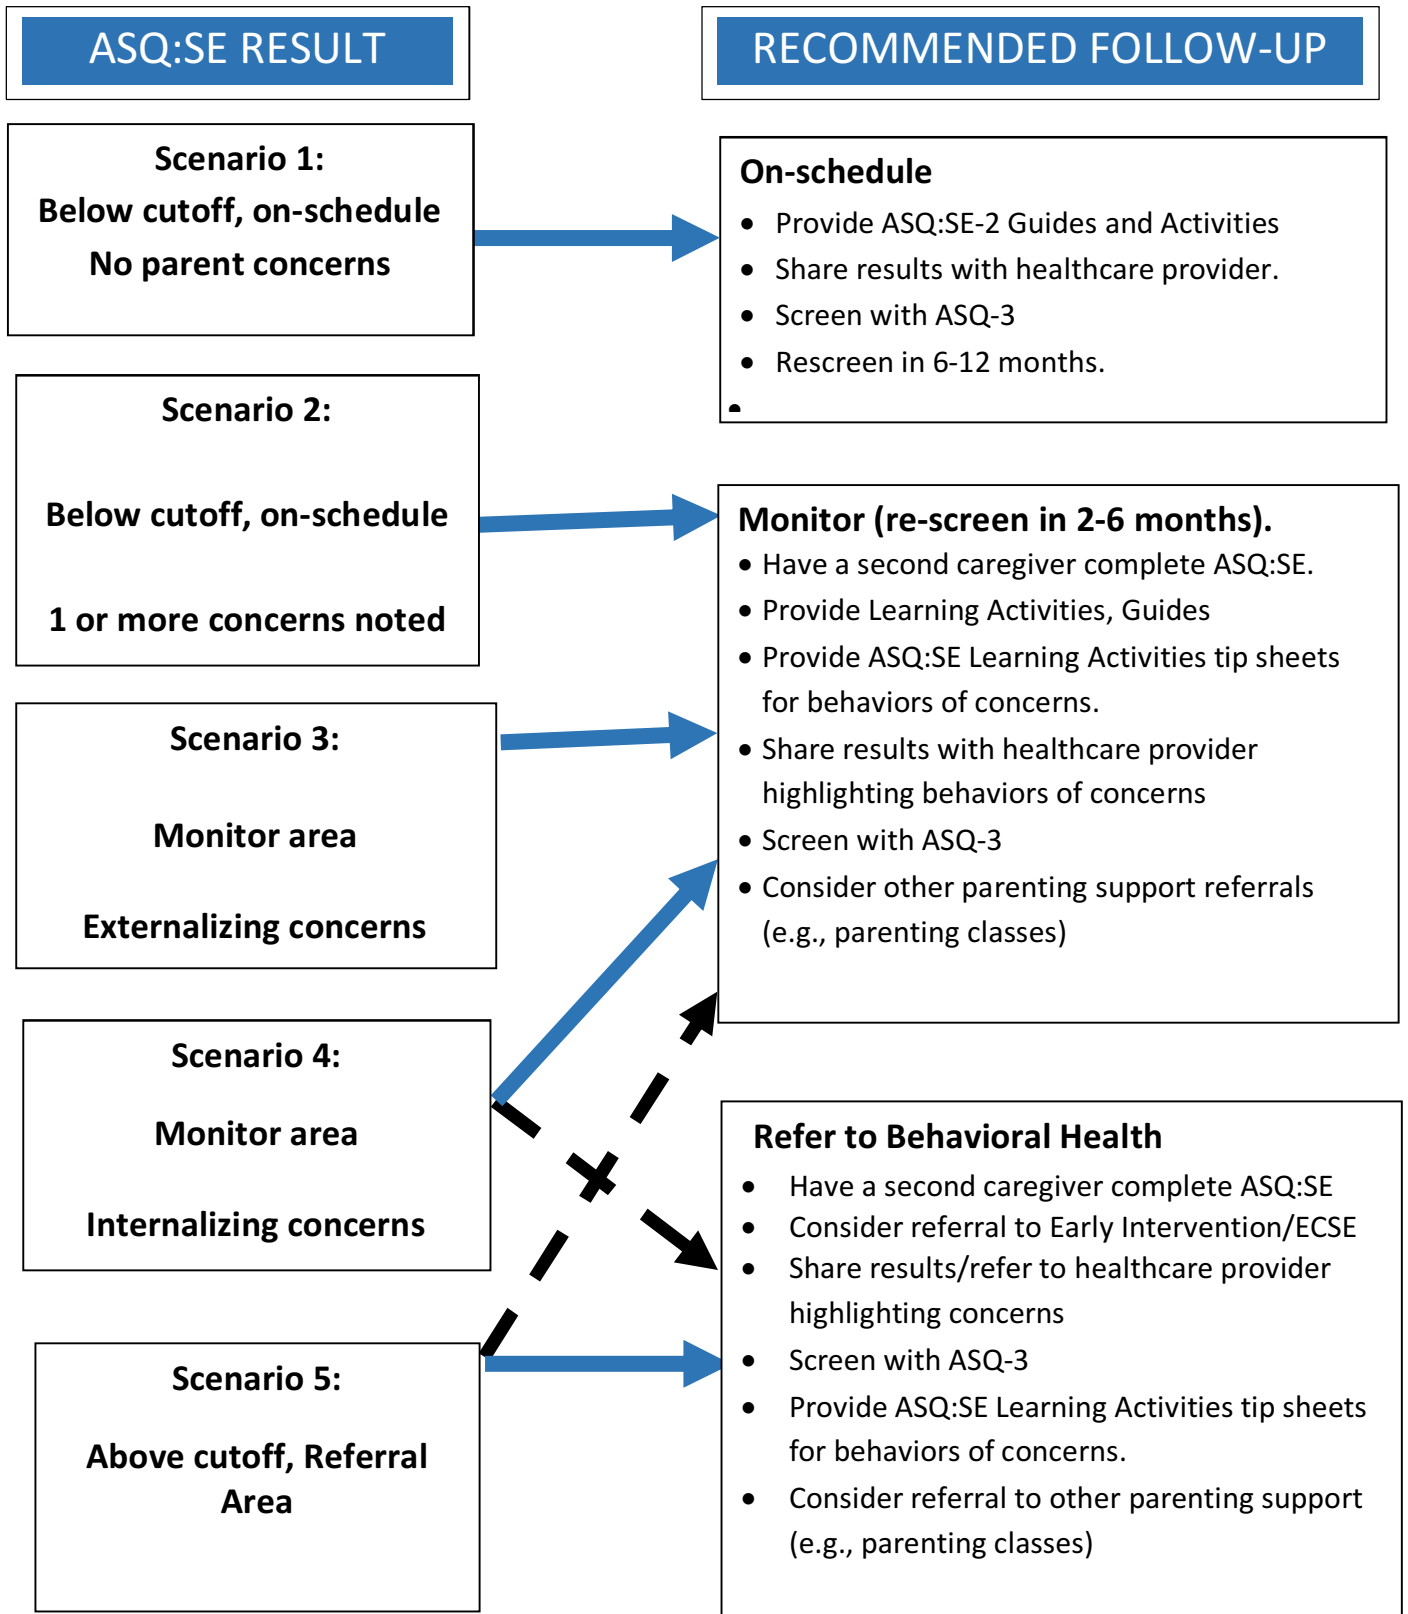 ASQ:SE RESULT
RECOMMENDED FOLLOW-UP
Scenario 1:
Below cutoff, on-schedule
No parent concerns
On-schedule
• Provide ASQ:SE-2 Guides and Activities
• Share results with healthcare provider.
• Screen with ASQ-3
• Rescreen in 6-12 months.
•
Scenario 2:
Below cutoff, on-schedule
1 or more concerns noted
Monitor (re-screen in 2-6 months).
• Have a second caregiver complete ASQ:SE.
• Provide Learning Activities, Guides
• Provide ASQ:SE Learning Activities tip sheets
for behaviors of concerns.
• Share results with healthcare provider
highlighting behaviors of concerns
• Screen with ASQ-3
• Consider other parenting support referrals
(e.g., parenting classes)
Scenario 3:
Monitor area
Externalizing concerns
Scenario 4:
Monitor area
Internalizing concerns
Refer to Behavioral Health
• Have a second caregiver complete ASQ:SE
• Consider referral to Early Intervention/ECSE
• Share results/refer to healthcare provider
highlighting concerns
• Screen with ASQ-3
• Provide ASQ:SE Learning Activities tip sheets
for behaviors of concerns.
• Consider referral to other parenting support
(e.g., parenting classes)
Scenario 5:
Above cutoff, Referral
Area